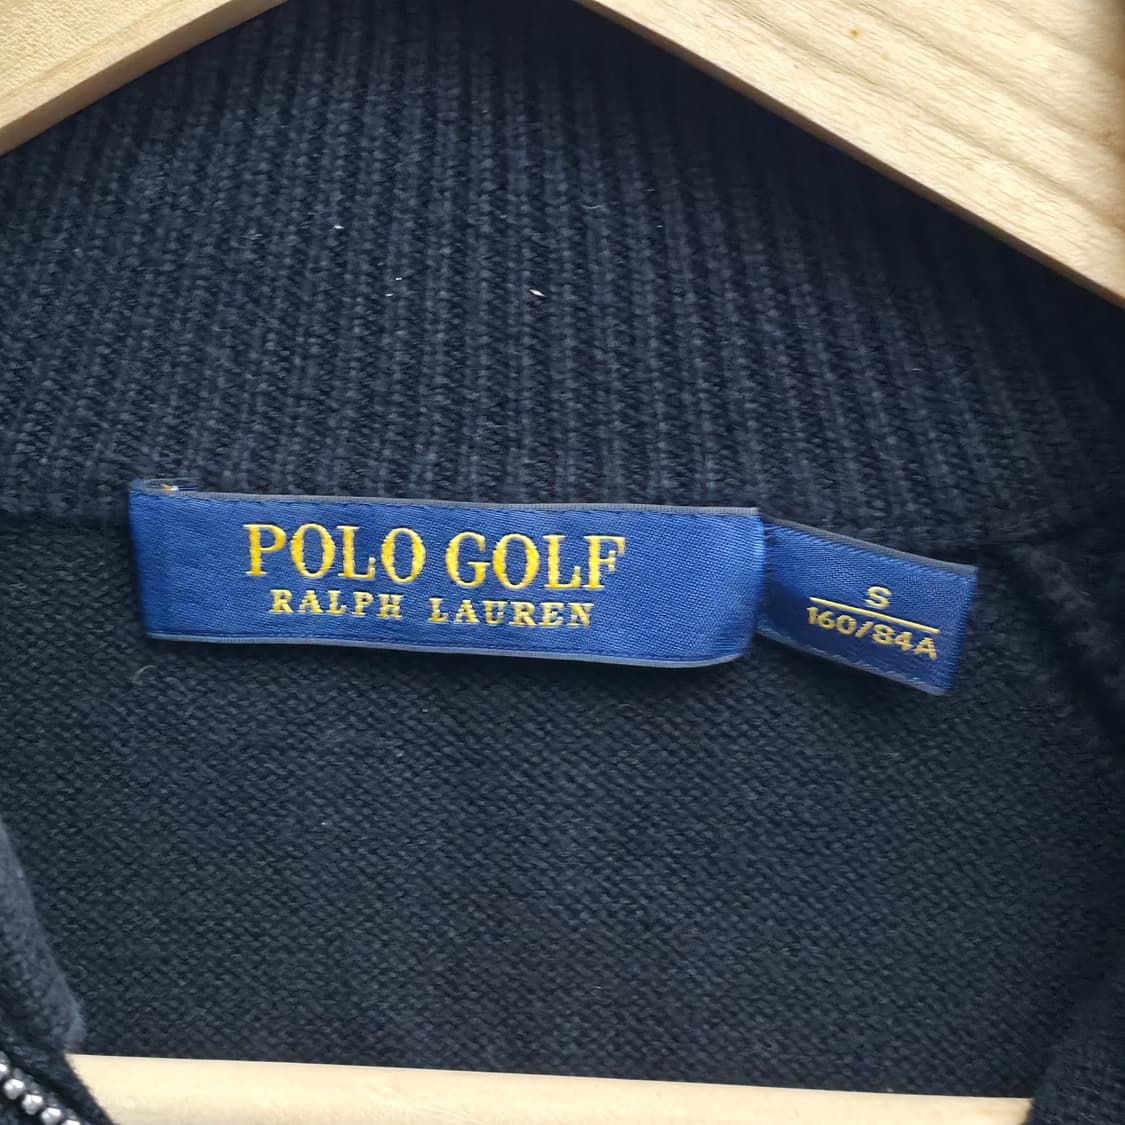 POLO GOLF
RALPH LAUREN
S
160/84A